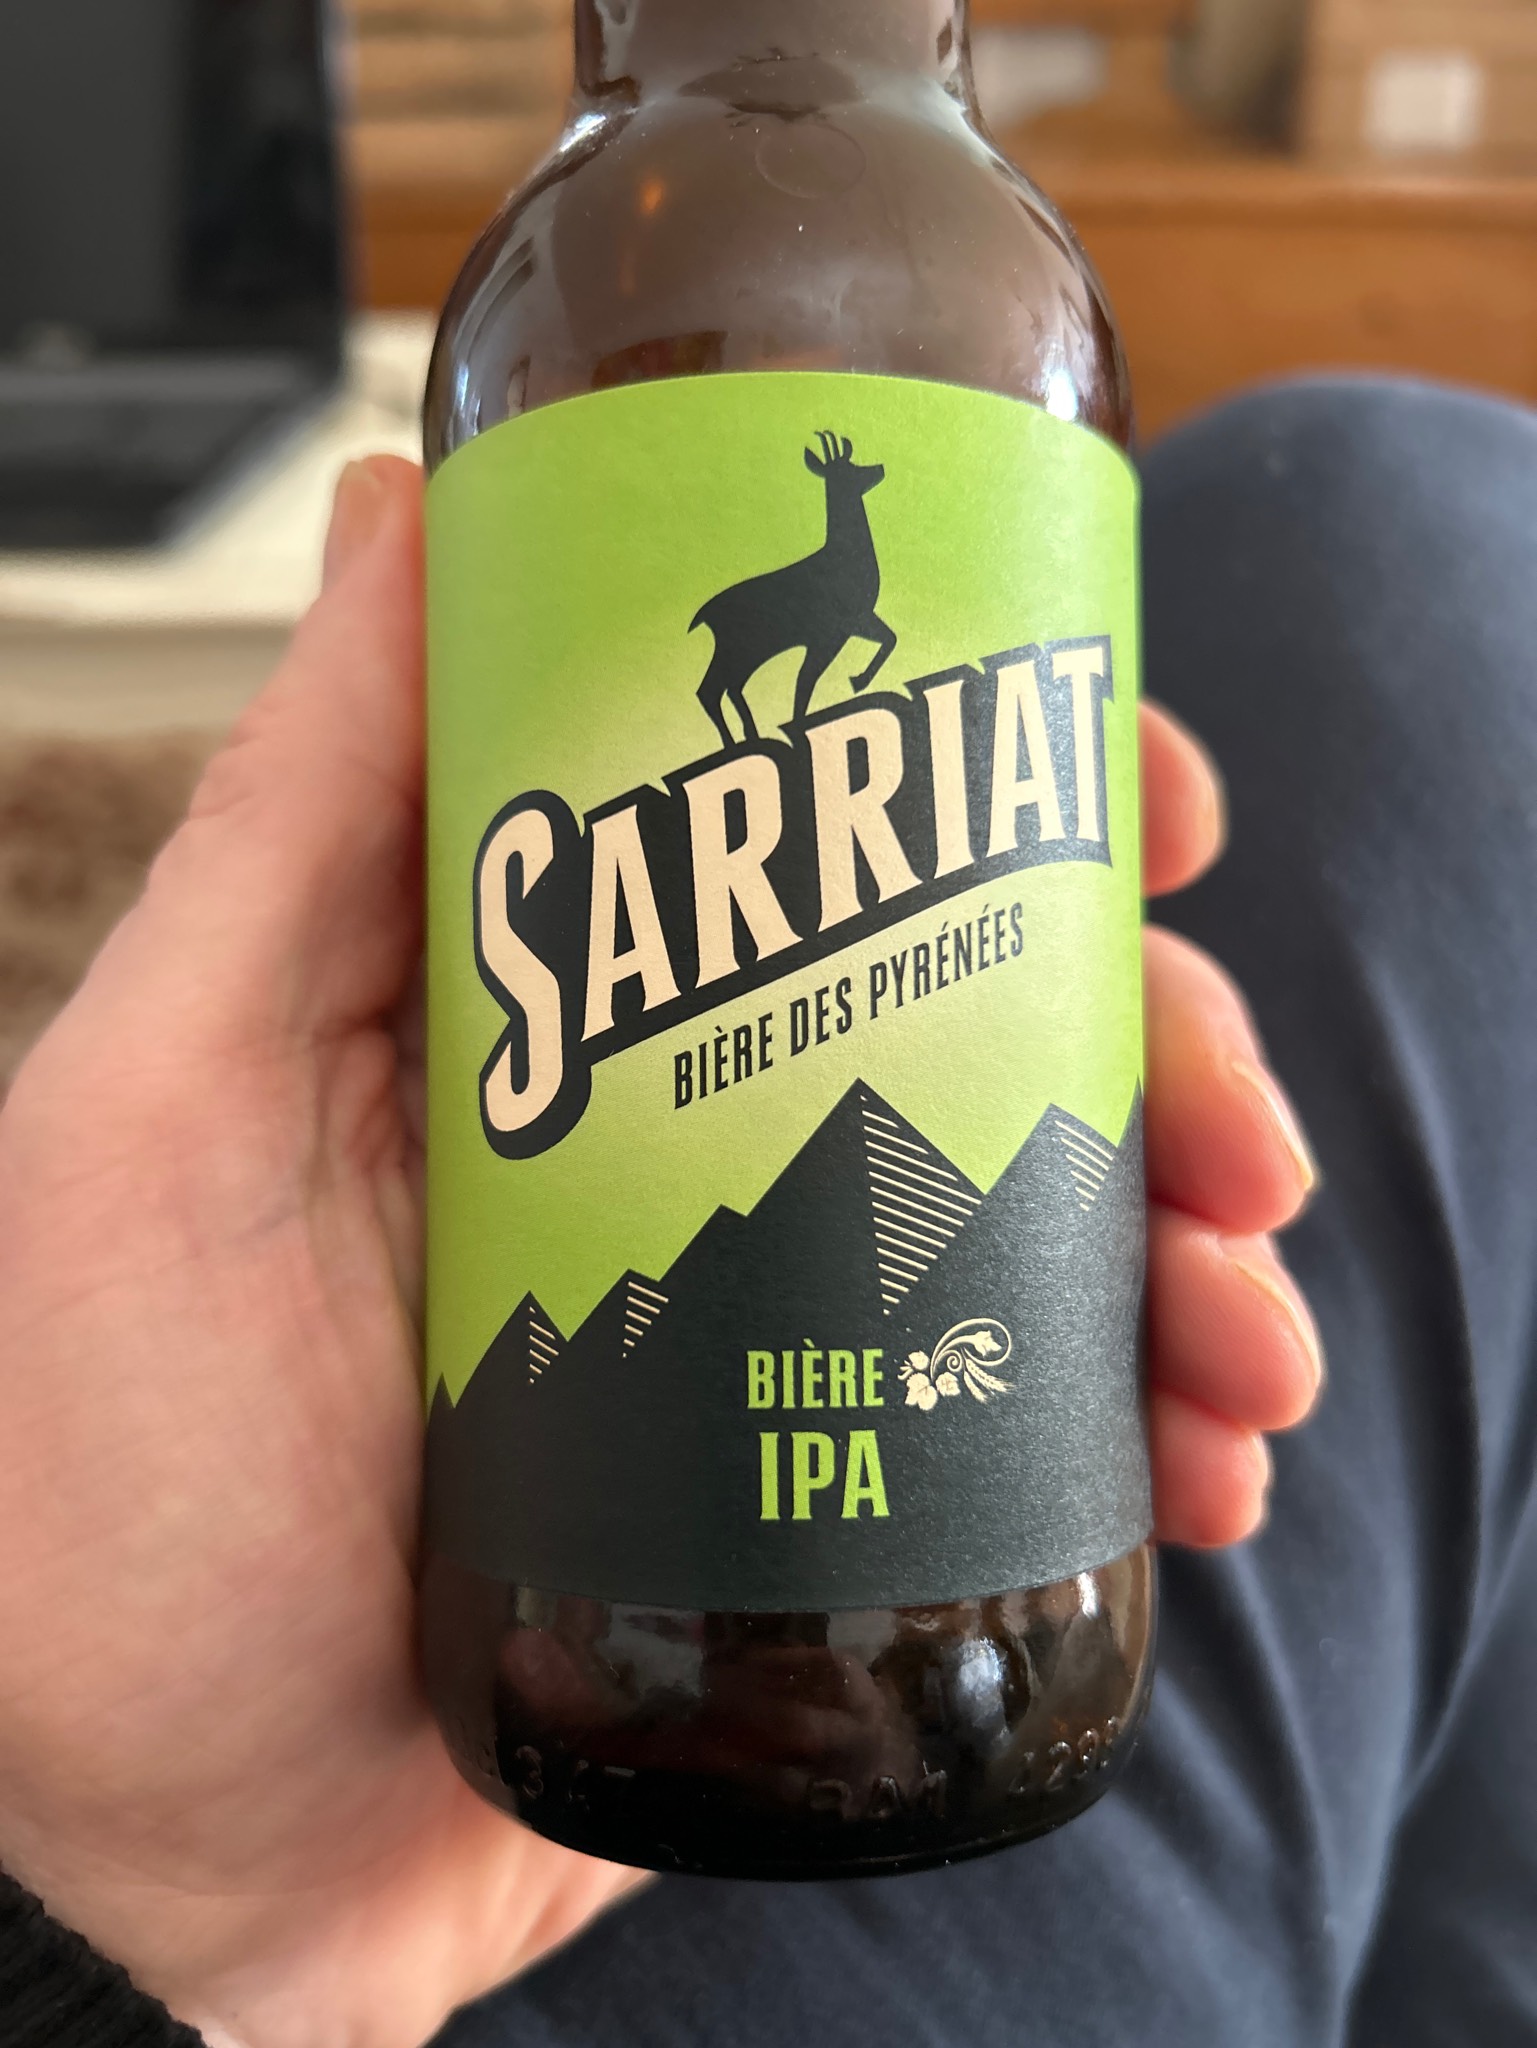 SARRIAT
BIÈRE DES PYRÉNÉES
BIÈRE
IPA